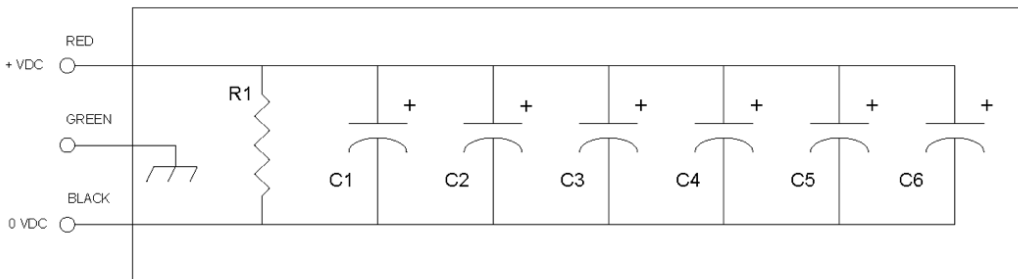 RED
+ VDC
R1
+ + + + + +
GREEN
C1 C2 C3 C4 C5 C6
BLACK
0 VDC